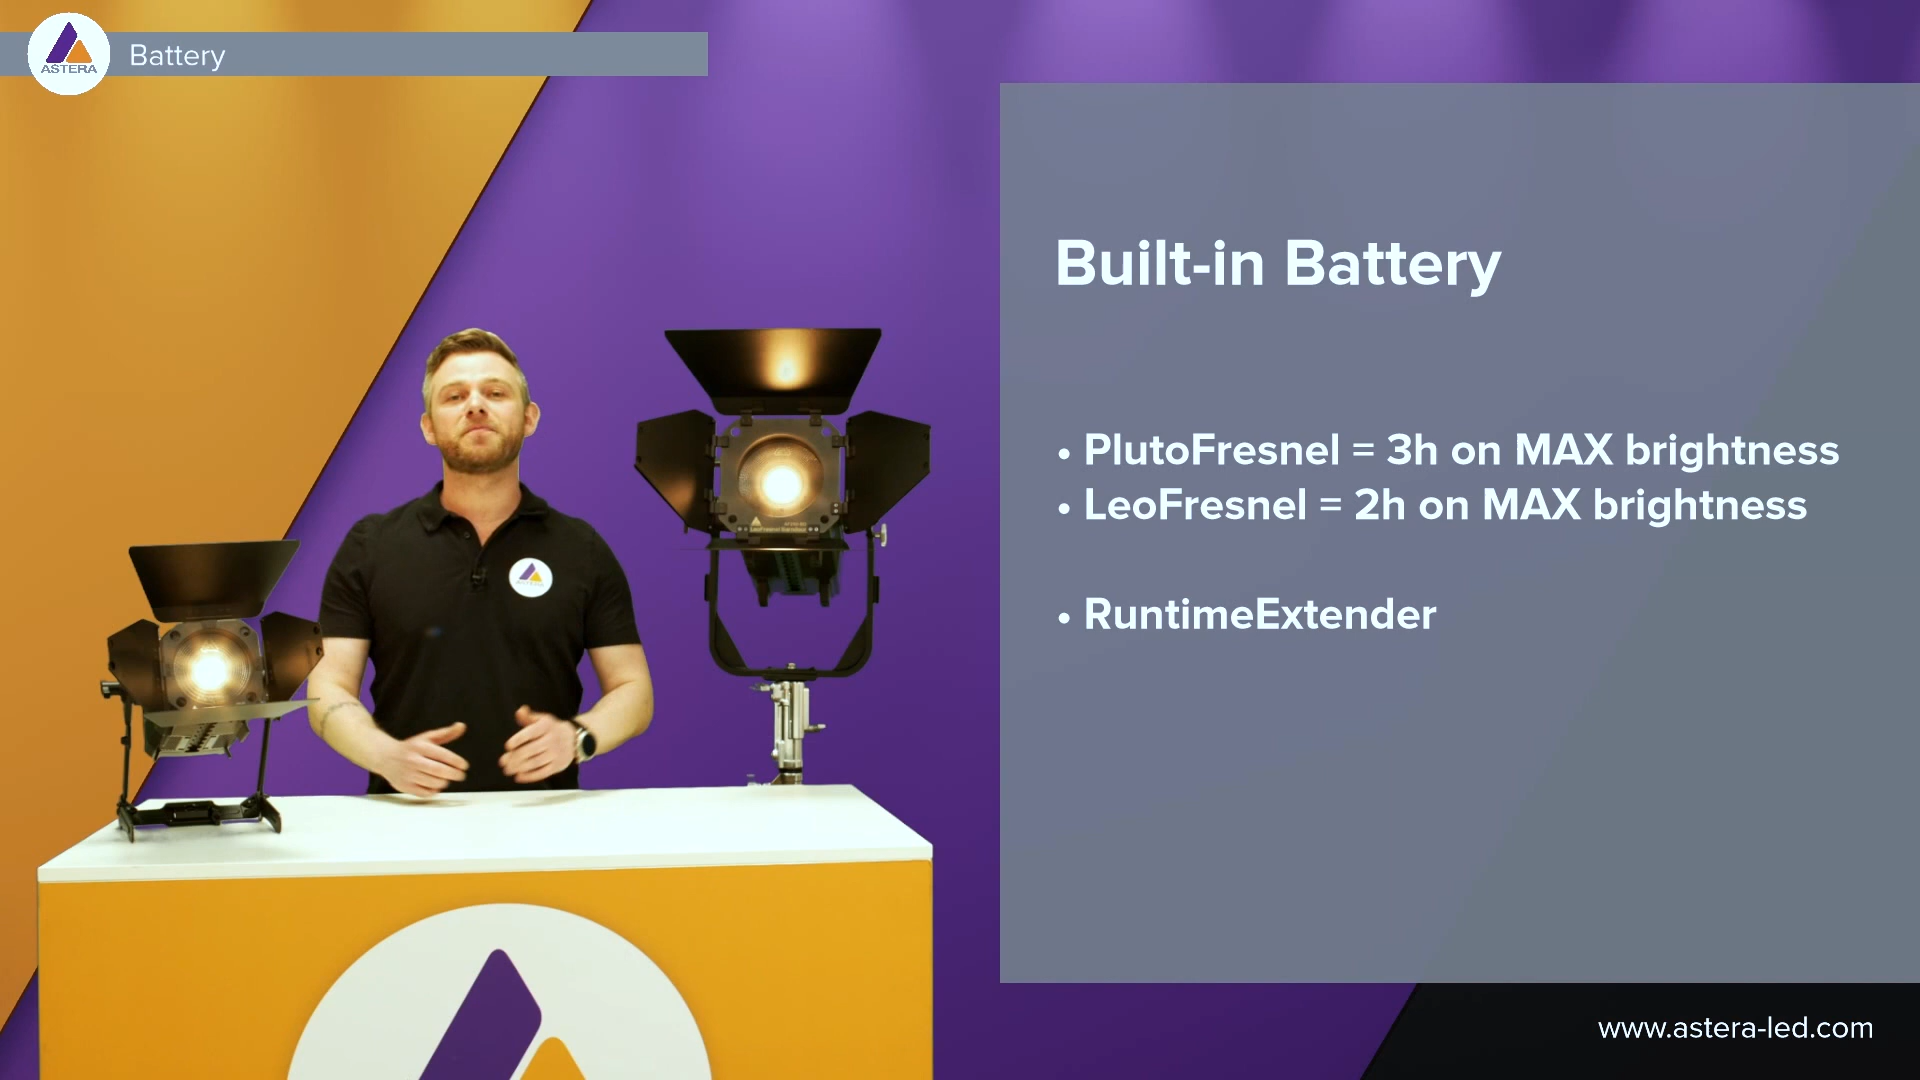 ASTERA
Battery
Built-in Battery
• PlutoFresnel = 3h on MAX brightness
• LeoFresnel = 2h on MAX brightness
• RuntimeExtender
www.astera-led.com